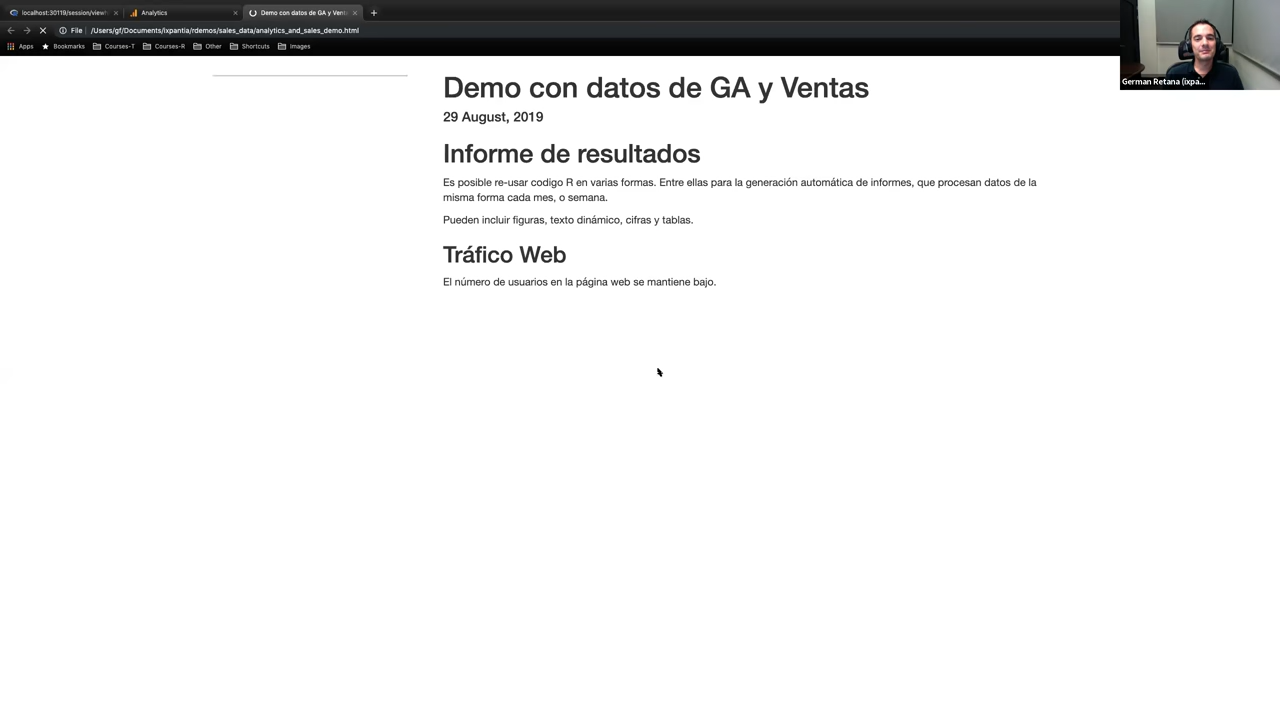 localhost:30119/session/view
Analytics
Demo con datos de GA y Vent
File
/Users/gf/Documents/ixpantia/rdemos/sales_data/analytics_and_sales_demo.html
Apps
Bookmarks
Courses-T
Courses-R
Other
Shortcuts
Images
German Retana (ixpa...
Demo con datos de GA y Ventas
29 August, 2019
Informe de resultados
Es posible re-usar codigo R en varias formas. Entre ellas para la generación automática de informes, que procesan datos de la
misma forma cada mes, o semana.
Pueden incluir figuras, texto dinámico, cifras y tablas.
Tráfico Web
El número de usuarios en la página web se mantiene bajo.